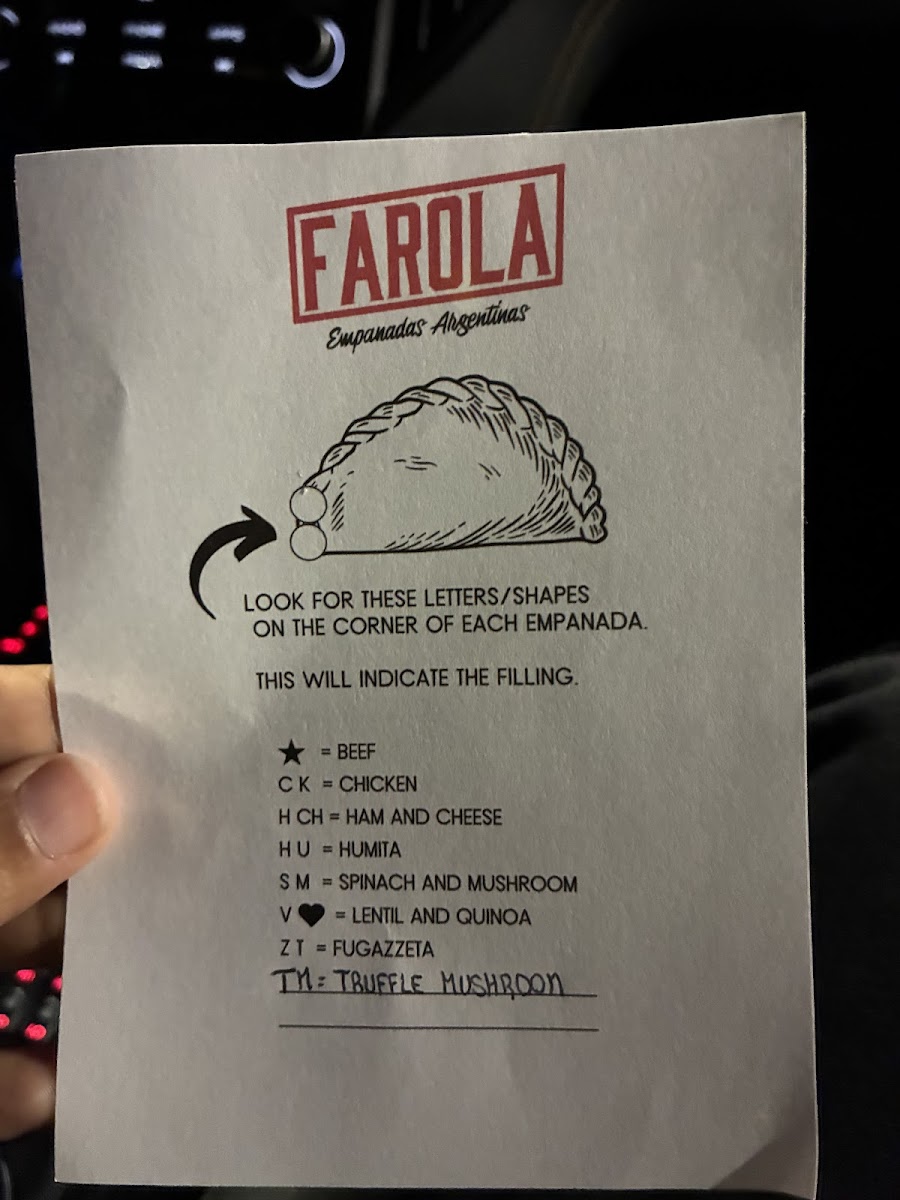 FAROLA
Empanadas Argentinas
LOOK FOR THESE LETTERS/SHAPES
ON THE CORNER OF EACH EMPANADA.
THIS WILL INDICATE THE FILLING.
★ = BEEF
C K = CHICKEN
H CH = HAM AND CHEESE
H U = HUMITA
S M = SPINACH AND MUSHROOM
V ♥ = LENTIL AND QUINOA
Z T = FUGAZZETA
TM= TRUFFLE MUSHROOM